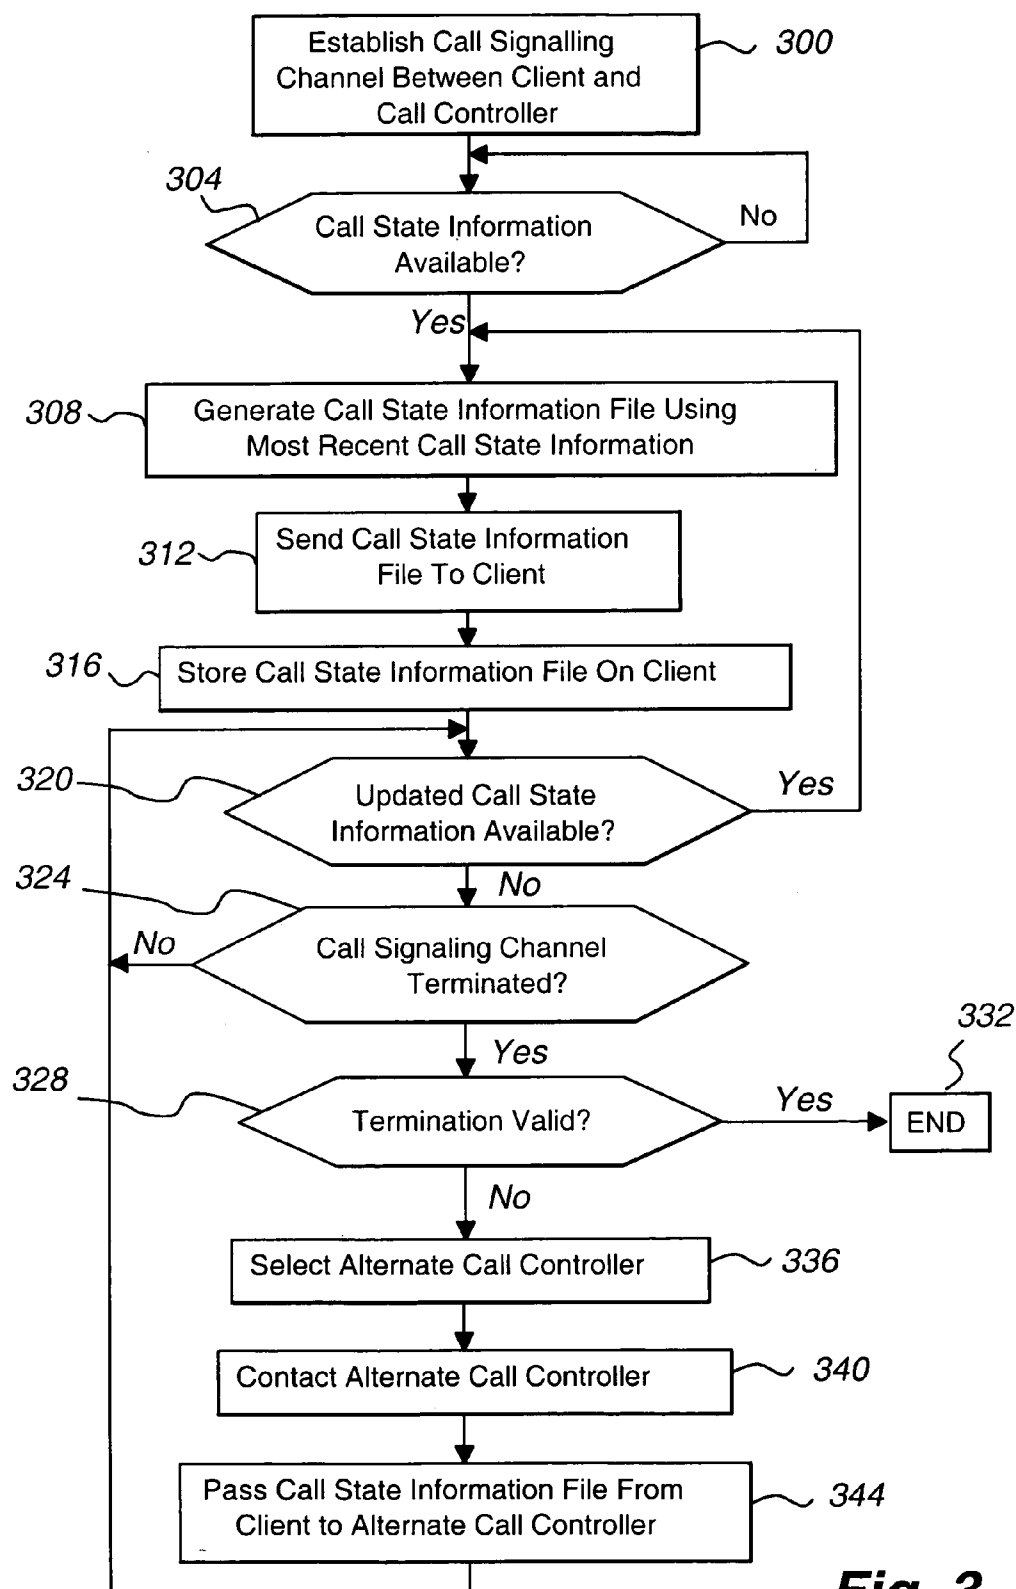 Establish Call Signalling
Channel Between Client and
Call Controller
300
304
Call State Information
Available?
No
Yes
308
Generate Call State Information File Using
Most Recent Call State Information
312
Send Call State Information
File To Client
316
Store Call State Information File On Client
320
Updated Call State
Information Available?
Yes
No
324
Call Signaling Channel
Terminated?
No
Yes
328
Termination Valid?
Yes
332
END
No
Select Alternate Call Controller
336
Contact Alternate Call Controller
340
Pass Call State Information File From
Client to Alternate Call Controller
344
Fig. 3